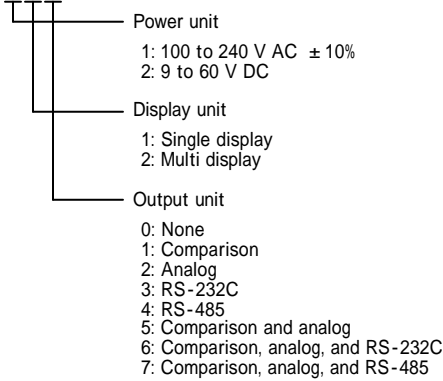 Power unit
1: 100 to 240 V AC ±10%
2: 9 to 60 V DC
Display unit
1: Single display
2: Multi display
Output unit
0: None
1: Comparison
2: Analog
3: RS-232C
4: RS-485
5: Comparison and analog
6: Comparison, analog, and RS-232C
7: Comparison, analog, and RS-485